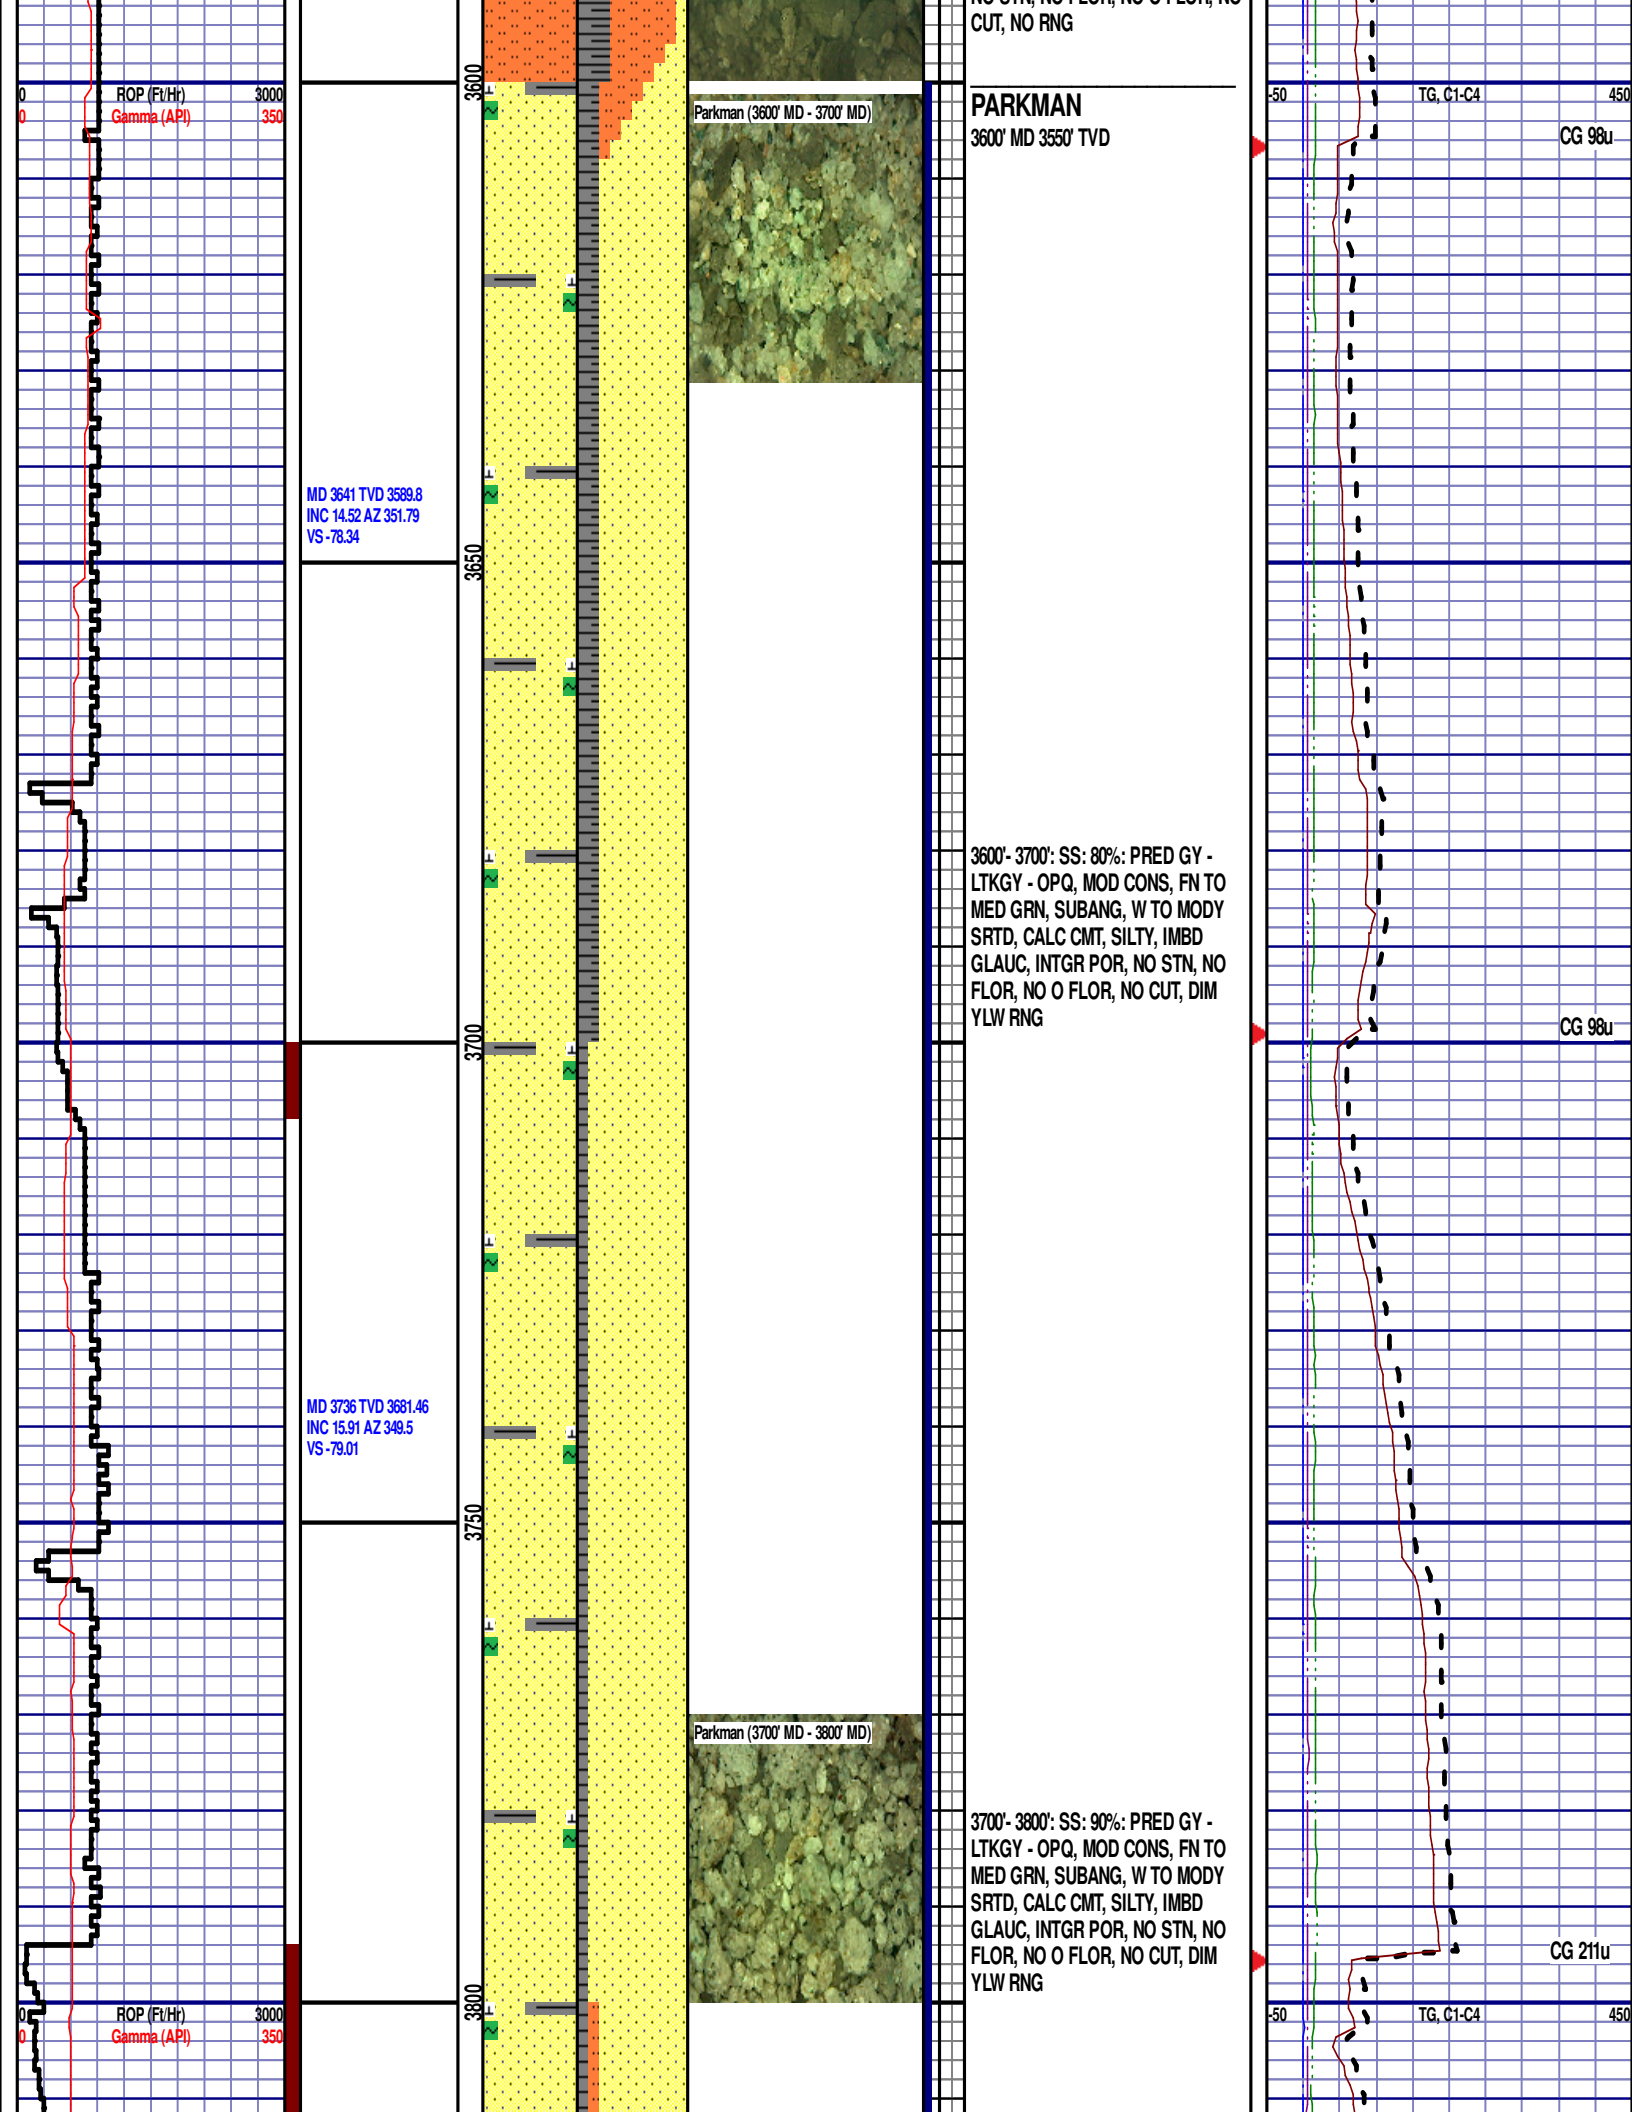 CUT, NO RNG
0 ROP (Ft/Hr) 3000
0 Gamma (API) 350
3600
Parkman (3600' MD - 3700' MD)
PARKMAN
3600' MD 3550' TVD
-50 TG, C1-C4 450
CG 98u
MD 3641 TVD 3589.8
INC 14.52 AZ 351.79
VS -78.34
3650
3600'- 3700': SS: 80%: PRED GY -
LTKGY - OPQ, MOD CONS, FN TO
MED GRN, SUBANG, W TO MODY
SRTD, CALC CMT, SILTY, IMBD
GLAUC, INTGR POR, NO STN, NO
FLOR, NO O FLOR, NO CUT, DIM
YLW RNG
CG 98u
3700
MD 3736 TVD 3681.46
INC 15.91 AZ 349.5
VS -79.01
3750
Parkman (3700' MD - 3800' MD)
3700'- 3800': SS: 90%: PRED GY -
LTKGY - OPQ, MOD CONS, FN TO
MED GRN, SUBANG, W TO MODY
SRTD, CALC CMT, SILTY, IMBD
GLAUC, INTGR POR, NO STN, NO
FLOR, NO O FLOR, NO CUT, DIM
YLW RNG
CG 211u
3800
0 ROP (Ft/Hr) 3000
0 Gamma (API) 350
-50 TG, C1-C4 450